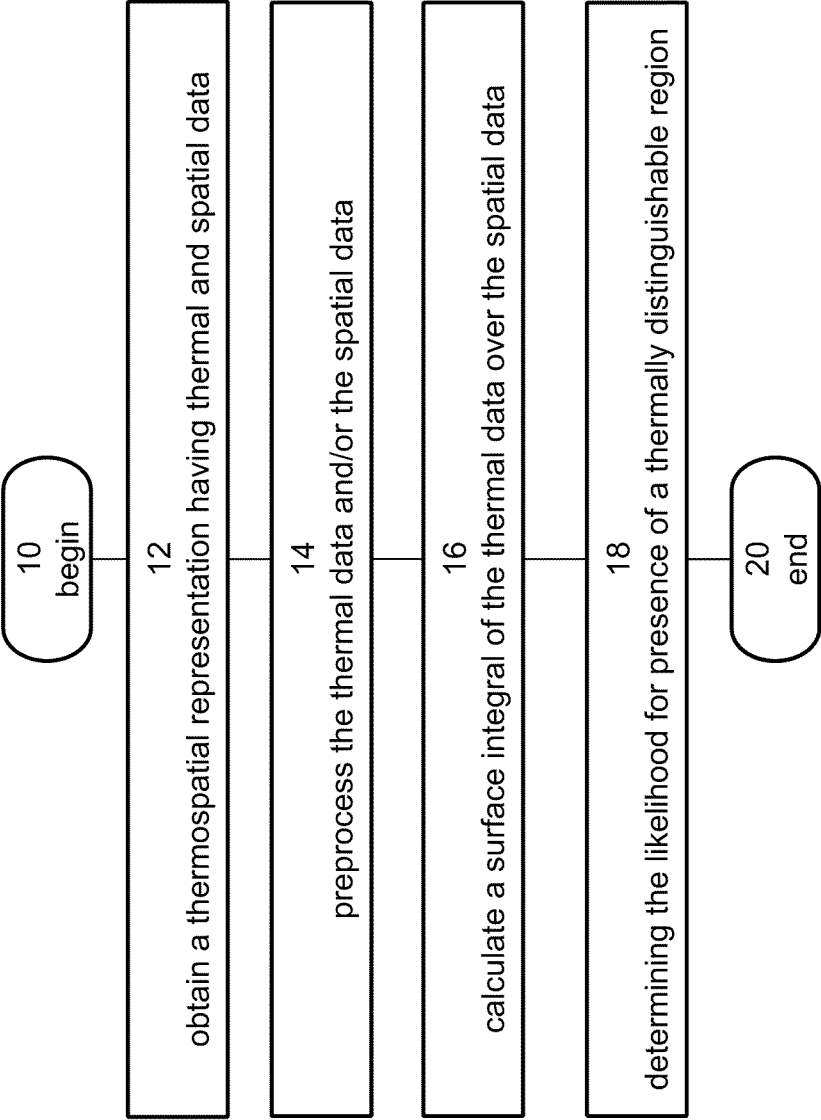 10
begin
12
obtain a thermospatial representation having thermal and spatial data
14
preprocess the thermal data and/or the spatial data
16
calculate a surface integral of the thermal data over the spatial data
18
determining the likelihood for presence of a thermally distinguishable region
20
end